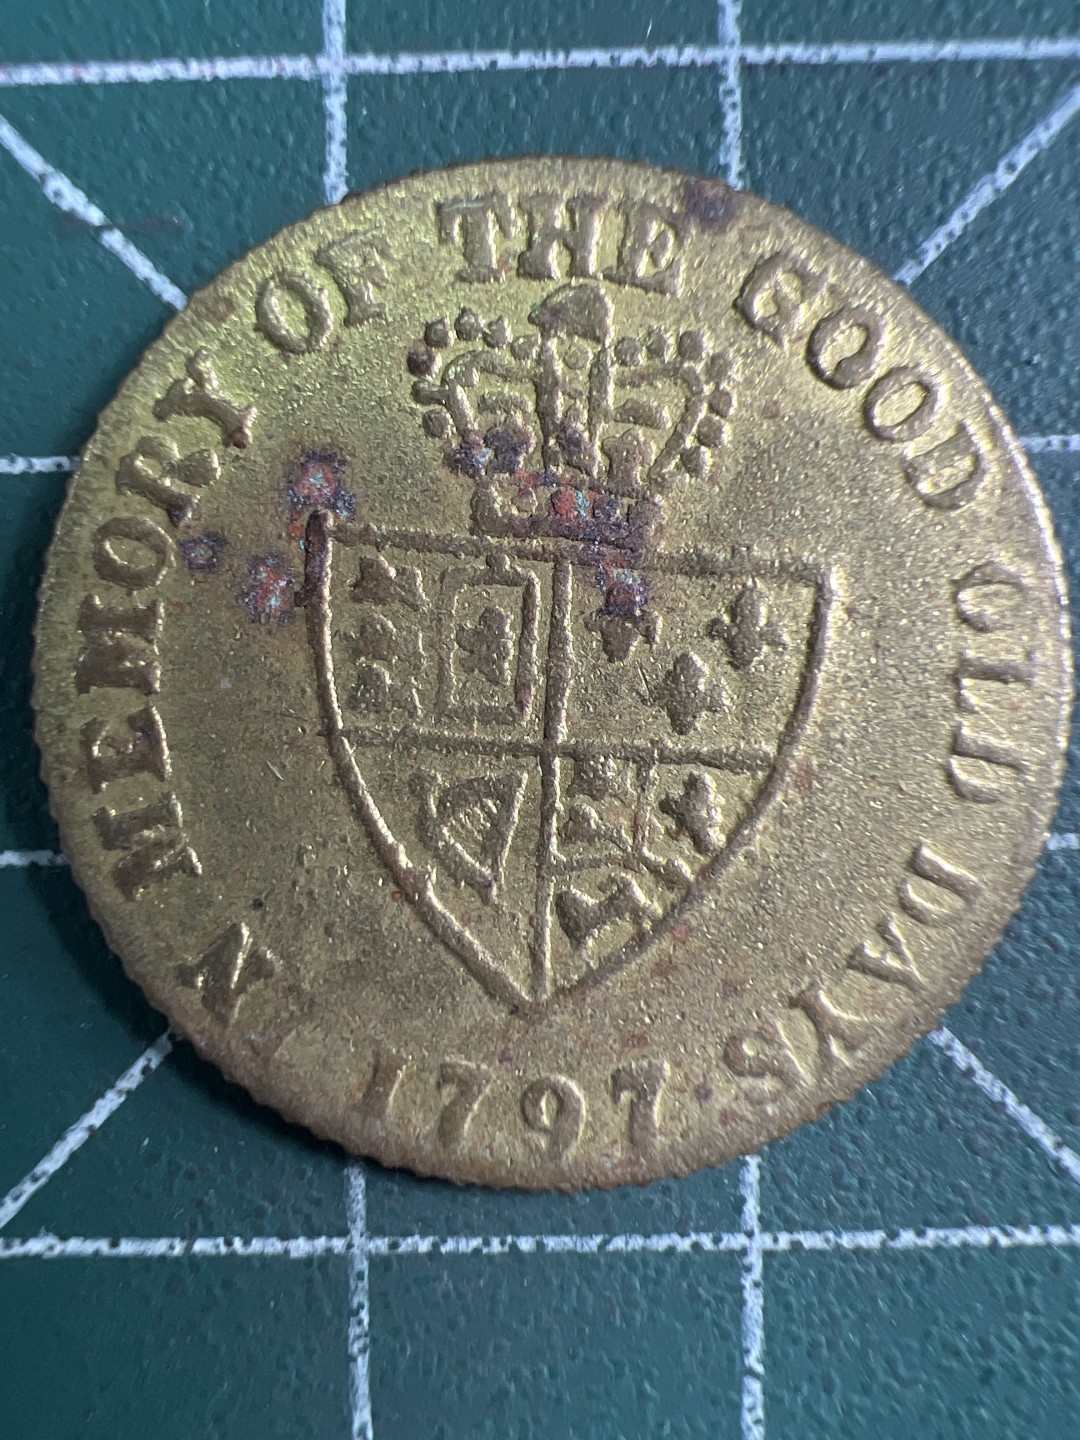 IN MEMORY OF THE GOOD OLD DAYS
1797